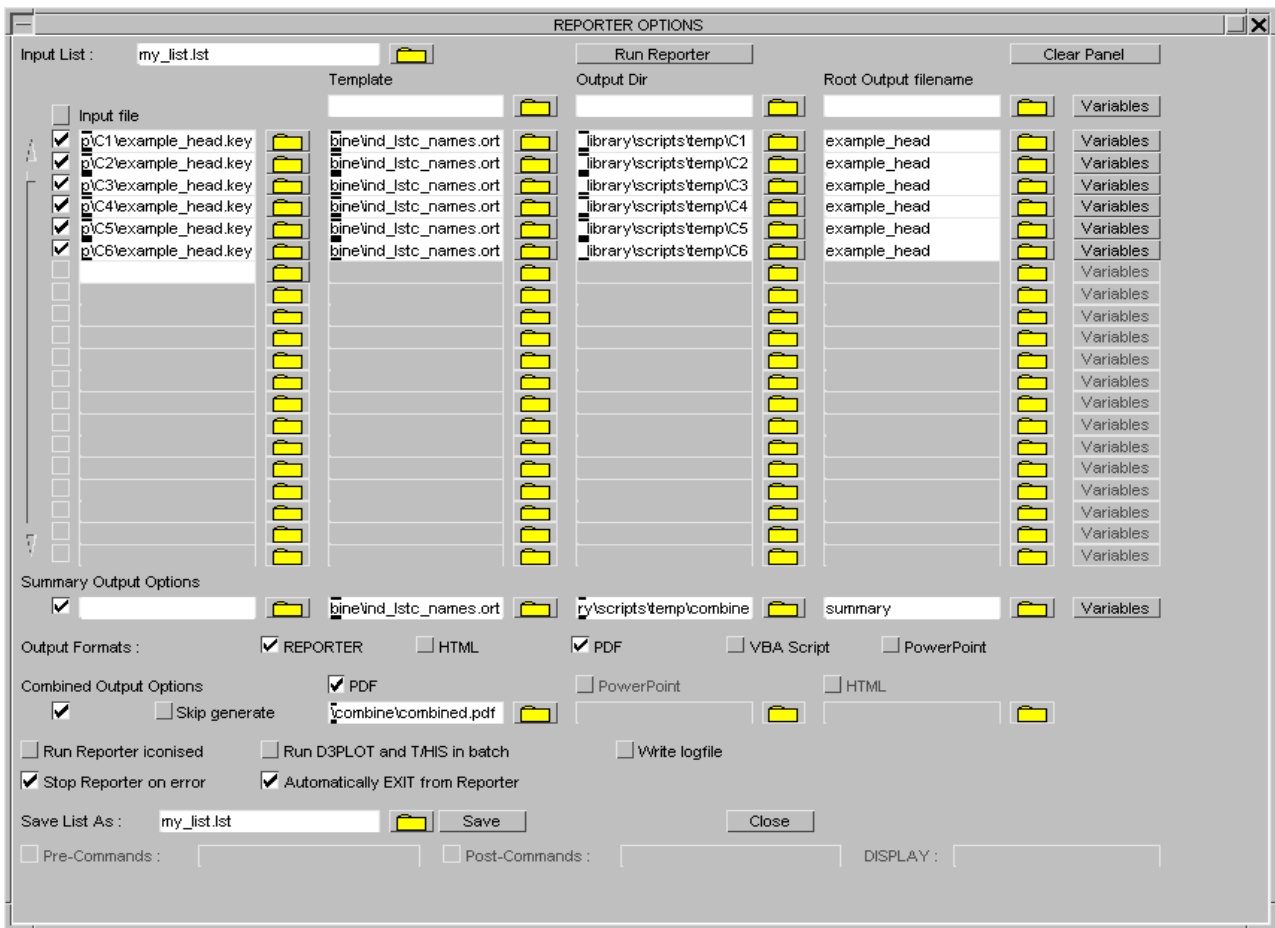 REPORTER OPTIONS
Input List : my_list.lst Run Reporter Clear Panel
Template Output Dir Root Output filename
Variables
Input file
p\C1\example_head.key bine\ind_lstc_names.ort _library\scripts\temp\C1 example_head Variables
p\C2\example_head.key bine\ind_lstc_names.ort _library\scripts\temp\C2 example_head Variables
p\C3\example_head.key bine\ind_lstc_names.ort _library\scripts\temp\C3 example_head Variables
p\C4\example_head.key bine\ind_lstc_names.ort _library\scripts\temp\C4 example_head Variables
p\C5\example_head.key bine\ind_lstc_names.ort _library\scripts\temp\C5 example_head Variables
p\C6\example_head.key bine\ind_lstc_names.ort _library\scripts\temp\C6 example_head Variables
Variables
Variables
Variables
Variables
Variables
Variables
Variables
Variables
Variables
Variables
Variables
Variables
Variables
Variables
Summary Output Options
bine\ind_lstc_names.ort ry\scripts\temp\combine summary Variables
Output Formats : REPORTER HTML PDF VBA Script PowerPoint
Combined Output Options PDF PowerPoint HTML
Skip generate \combine\combined.pdf
Run Reporter iconised Run D3PLOT and T/HIS in batch Write logfile
Stop Reporter on error Automatically EXIT from Reporter
Save List As : my_list.lst Save Close
Pre-Commands : Post-Commands : DISPLAY :